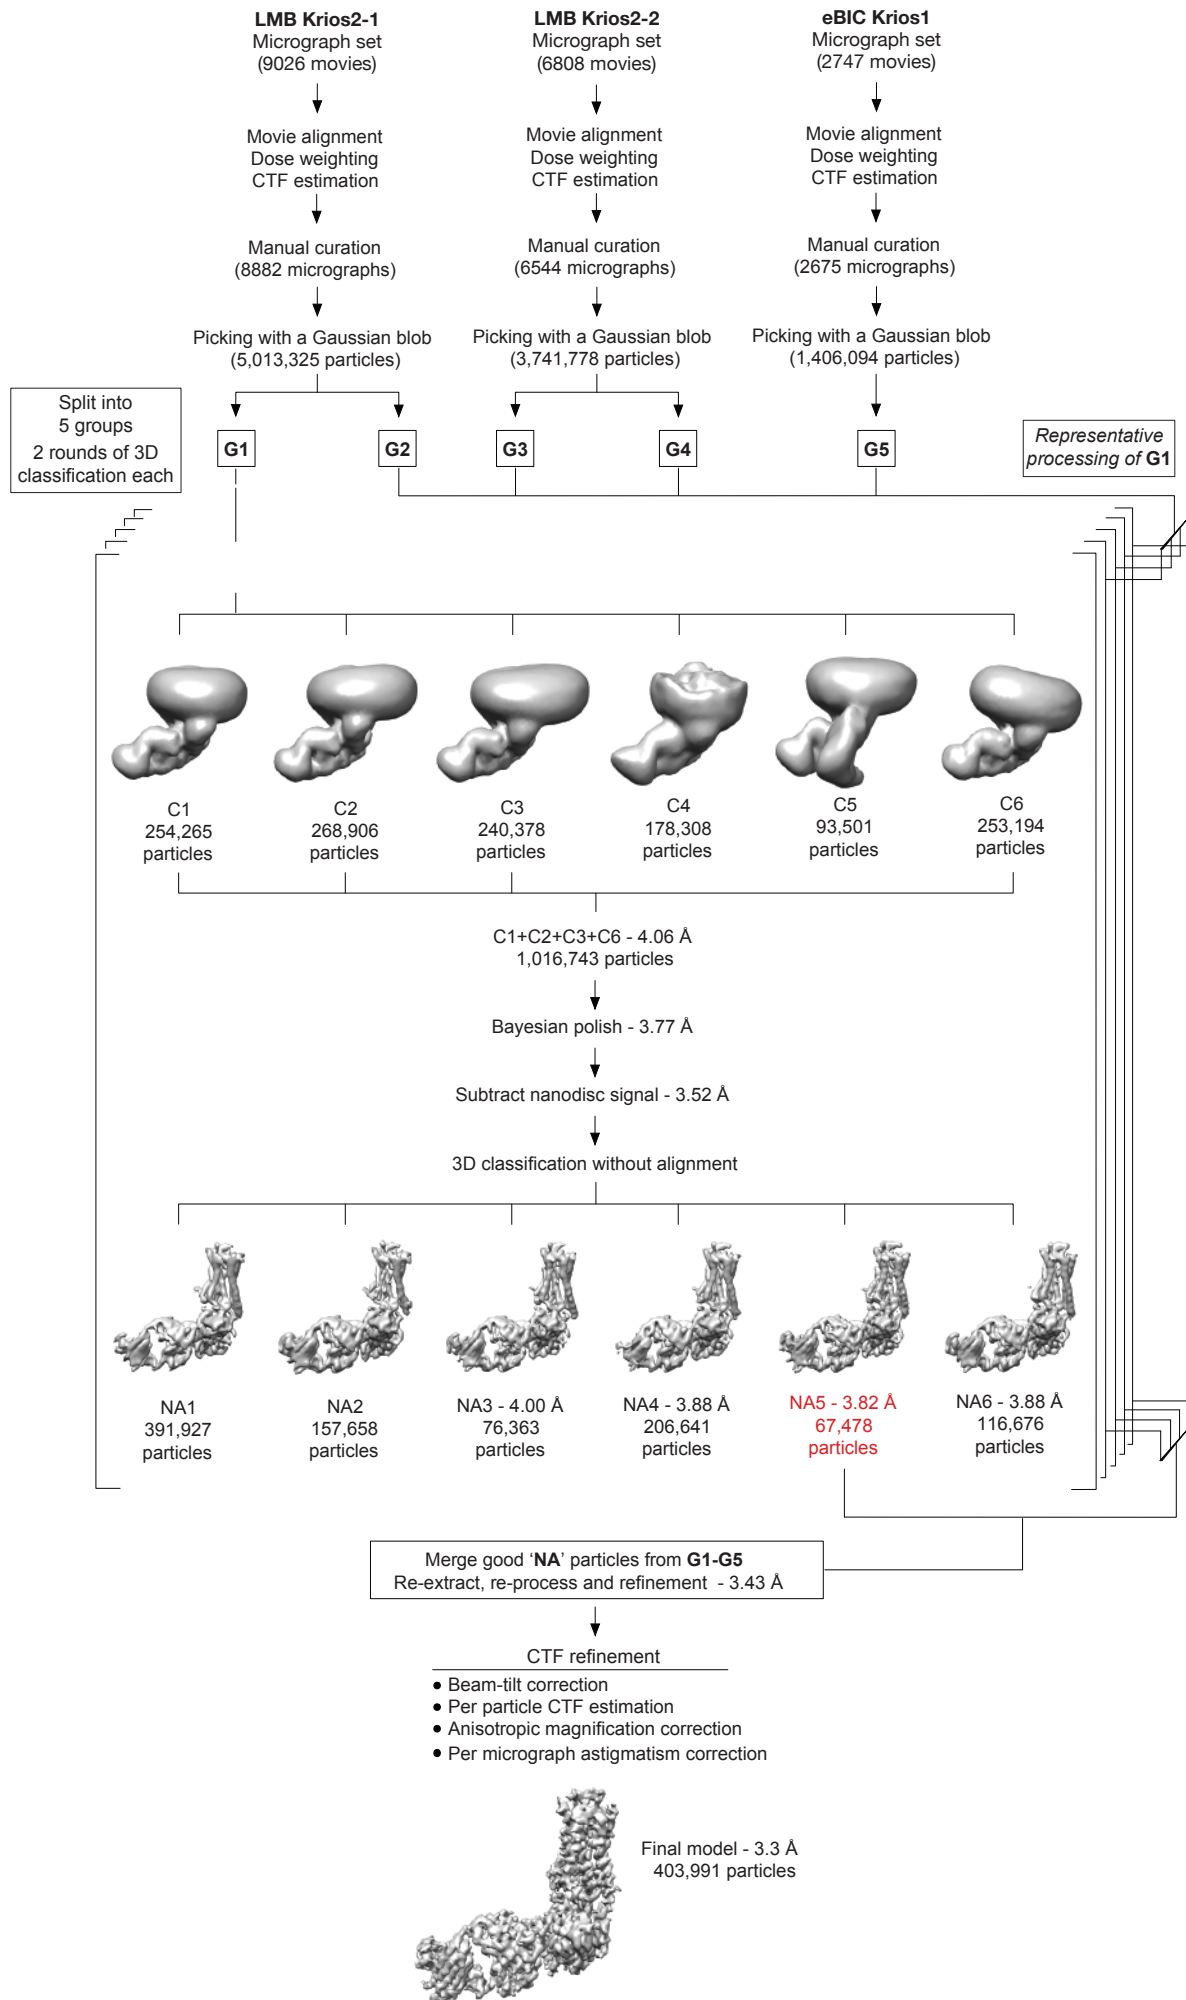 LMB Krios2-1
Micrograph set
(9026 movies)
LMB Krios2-2
Micrograph set
(6808 movies)
eBIC Krios1
Micrograph set
(2747 movies)
Movie alignment
Dose weighting
CTF estimation
Movie alignment
Dose weighting
CTF estimation
Movie alignment
Dose weighting
CTF estimation
Manual curation
(8882 micrographs)
Manual curation
(6544 micrographs)
Manual curation
(2675 micrographs)
Picking with a Gaussian blob
(5,013,325 particles)
Picking with a Gaussian blob
(3,741,778 particles)
Picking with a Gaussian blob
(1,406,094 particles)
Split into
5 groups
2 rounds of 3D
classification each
G1
G2
G3
G4
G5
Representative
processing of G1
C1
254,265
particles
C2
268,906
particles
C3
240,378
particles
C4
178,308
particles
C5
93,501
particles
C6
253,194
particles
C1+C2+C3+C6 - 4.06 Å
1,016,743 particles
Bayesian polish - 3.77 Å
Subtract nanodisc signal - 3.52 Å
3D classification without alignment
NA1
391,927
particles
NA2
157,658
particles
NA3 - 4.00 Å
76,363
particles
NA4 - 3.88 Å
206,641
particles
NA5 - 3.82 Å
67,478
particles
NA6 - 3.88 Å
116,676
particles
Merge good ‘NA’ particles from G1-G5
Re-extract, re-process and refinement - 3.43 Å
CTF refinement
● Beam-tilt correction
● Per particle CTF estimation
● Anisotropic magnification correction
● Per micrograph astigmatism correction
Final model - 3.3 Å
403,991 particles